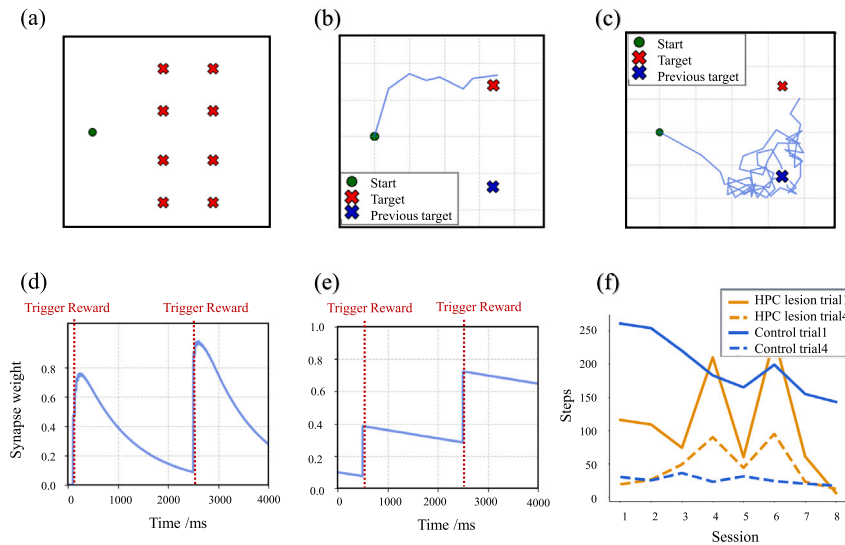 (a)
(b)
Start
Target
Previous target
(c)
Start
Target
Previous target
(d)
Trigger Reward
Trigger Reward
Synapse weight
0.8
0.6
0.4
0.2
0.0
0
1000
2000
3000
4000
Time /ms
(e)
Trigger Reward
Trigger Reward
1.0
0.8
0.6
0.4
0.2
0.0
0
1000
2000
3000
4000
Time /ms
(f)
HPC lesion trial1
HPC lesion trial4
Control trial1
Control trial4
Steps
250
200
150
100
50
0
1 2 3 4 5 6 7 8
Session